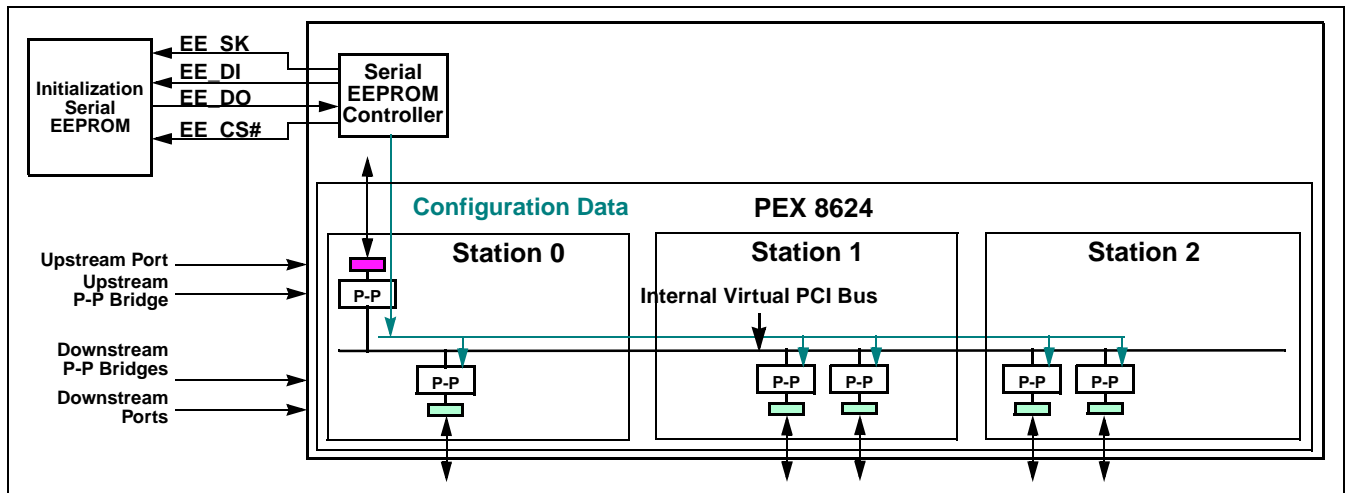 EE_SK
EE_DI
EE_DO
EE_CS#
Initialization
Serial
EEPROM
Serial
EEPROM
Controller
Configuration Data
PEX 8624
Station 0
Station 1
Station 2
Upstream Port
Upstream
P-P Bridge
P-P
Internal Virtual PCI Bus
Downstream
P-P Bridges
Downstream
Ports
P-P
P-P
P-P
P-P
P-P